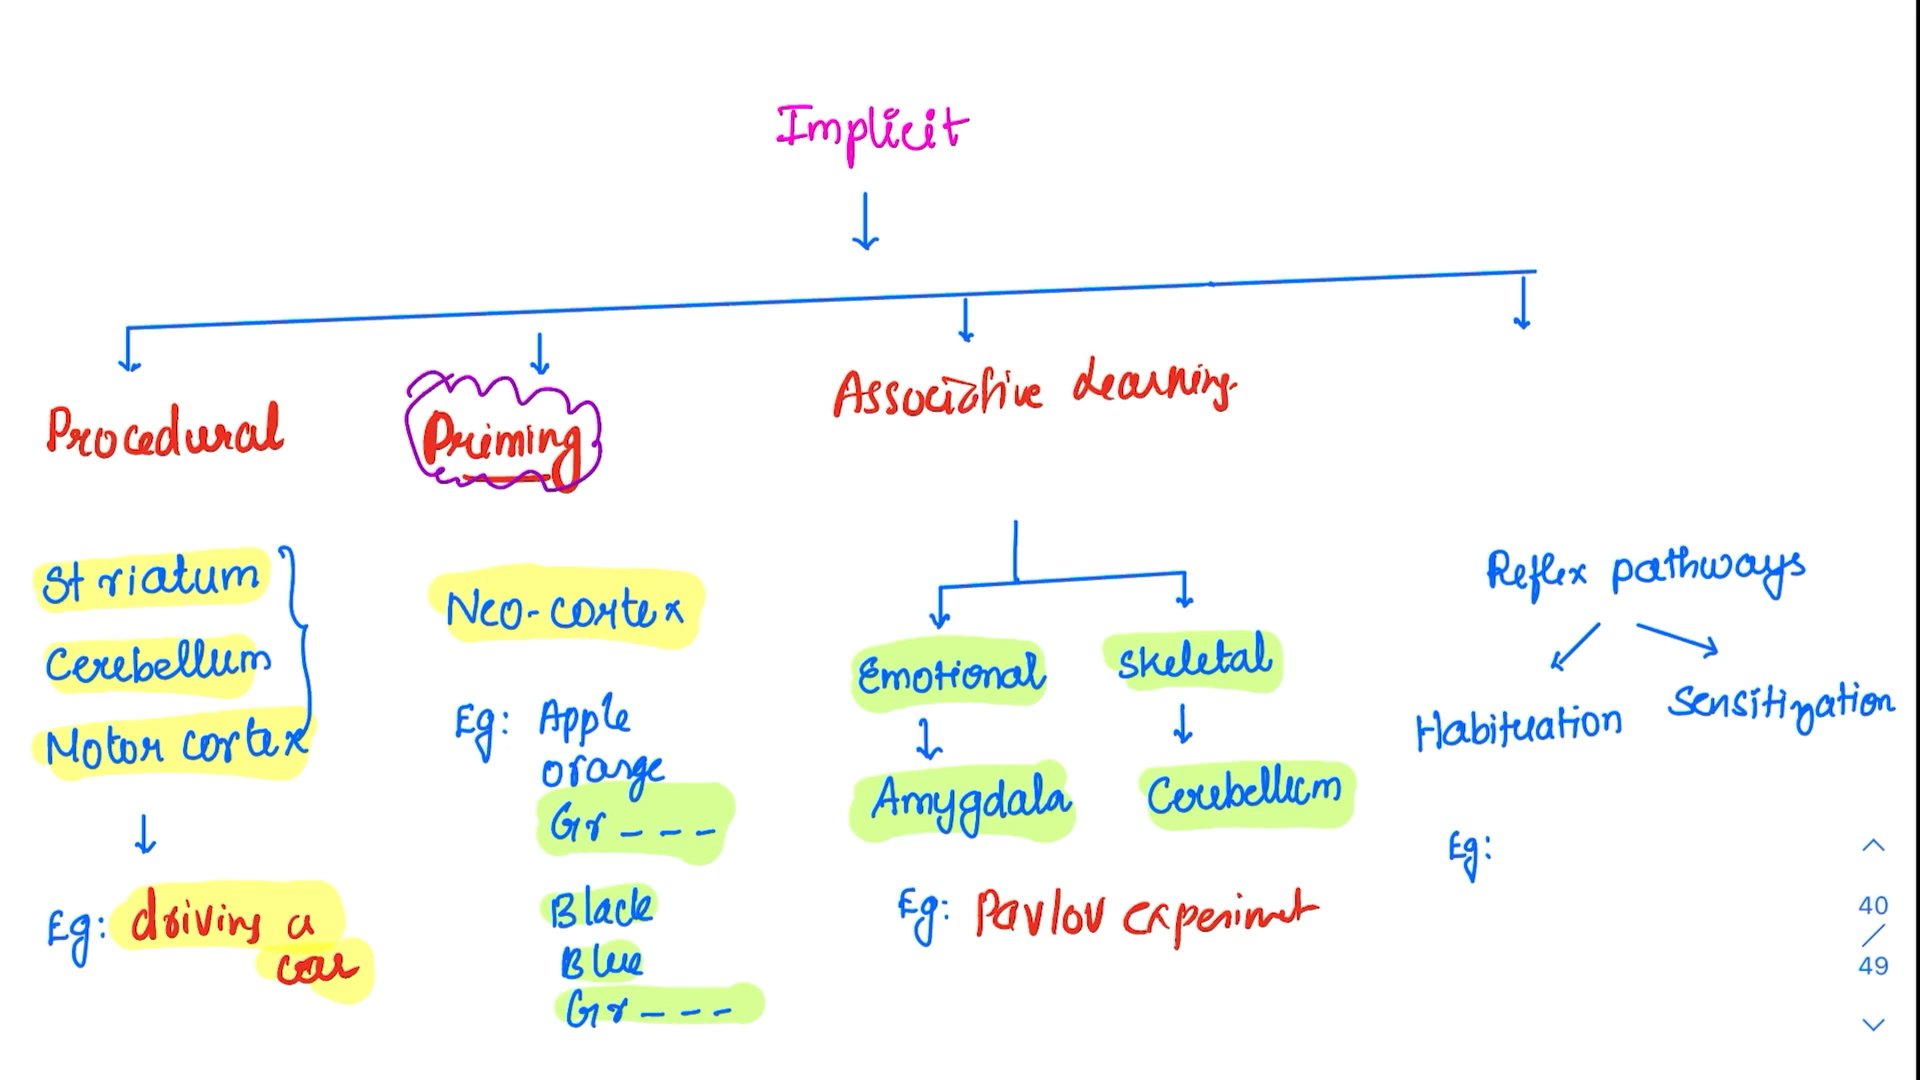 Implicit
Procedural
Priming
Associative Learning
Striatum
Cerebellum
Motor cortex
Eg: driving a
car
Neo-cortex
Eg: Apple
orange
Gr - - -
Black
Blue
Gr - - -
Emotional
Skeletal
Amygdala
Cerebellum
Eg: Pavlov experimet
Reflex pathways
Habituation
Sensitization
Eg:
40
/
49